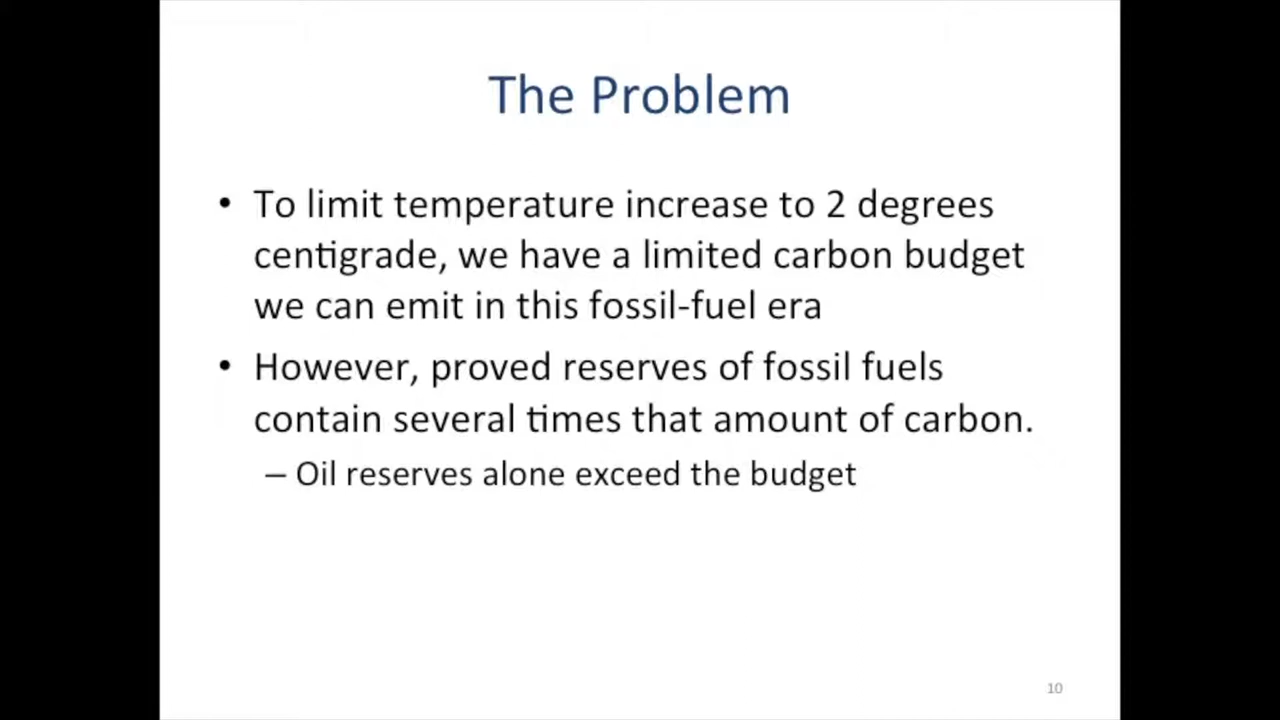 The Problem
• To limit temperature increase to 2 degrees
centigrade, we have a limited carbon budget
we can emit in this fossil-fuel era
• However, proved reserves of fossil fuels
contain several times that amount of carbon.
– Oil reserves alone exceed the budget
10